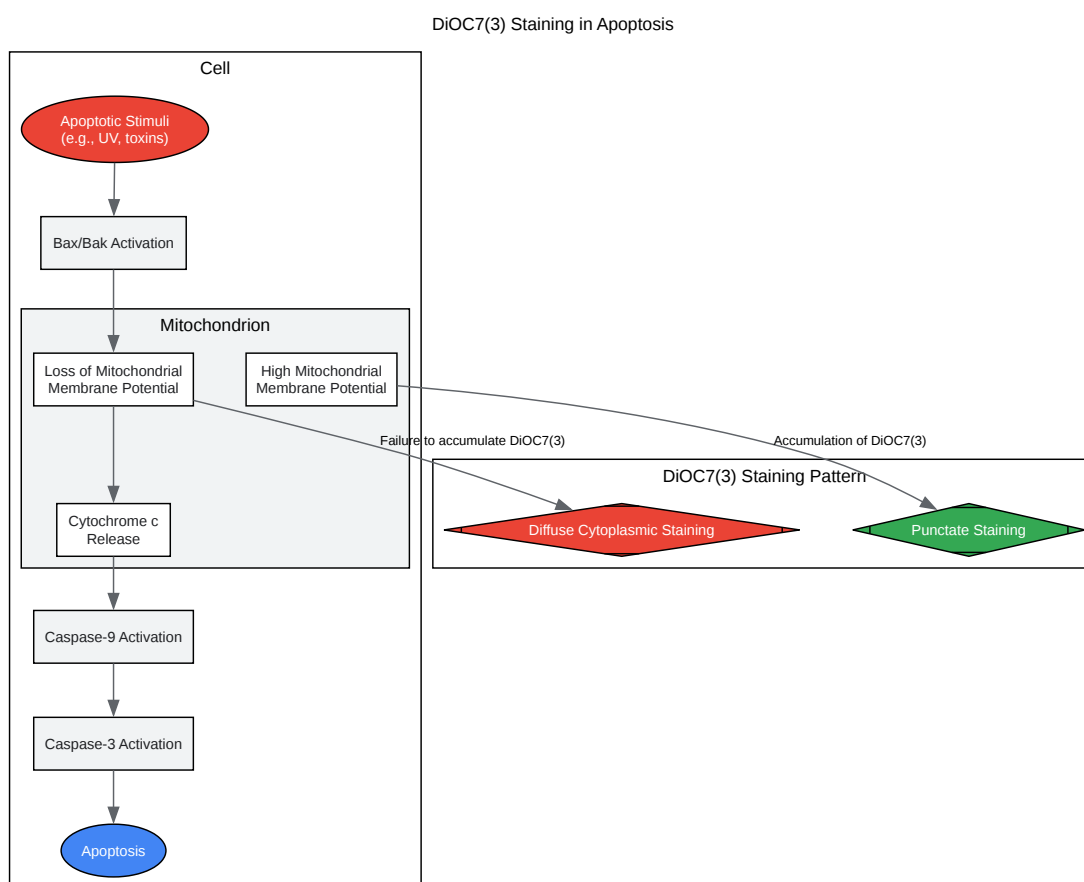 DiOC7(3) Staining in Apoptosis
Cell
Apoptotic Stimuli
(e.g., UV, toxins)
Bax/Bak Activation
Mitochondrion
Loss of Mitochondrial
Membrane Potential
High Mitochondrial
Membrane Potential
Failure to accumulate DiOC7(3)
Accumulation of DiOC7(3)
DiOC7(3) Staining Pattern
Diffuse Cytoplasmic Staining
Punctate Staining
Cytochrome c
Release
Caspase-9 Activation
Caspase-3 Activation
Apoptosis